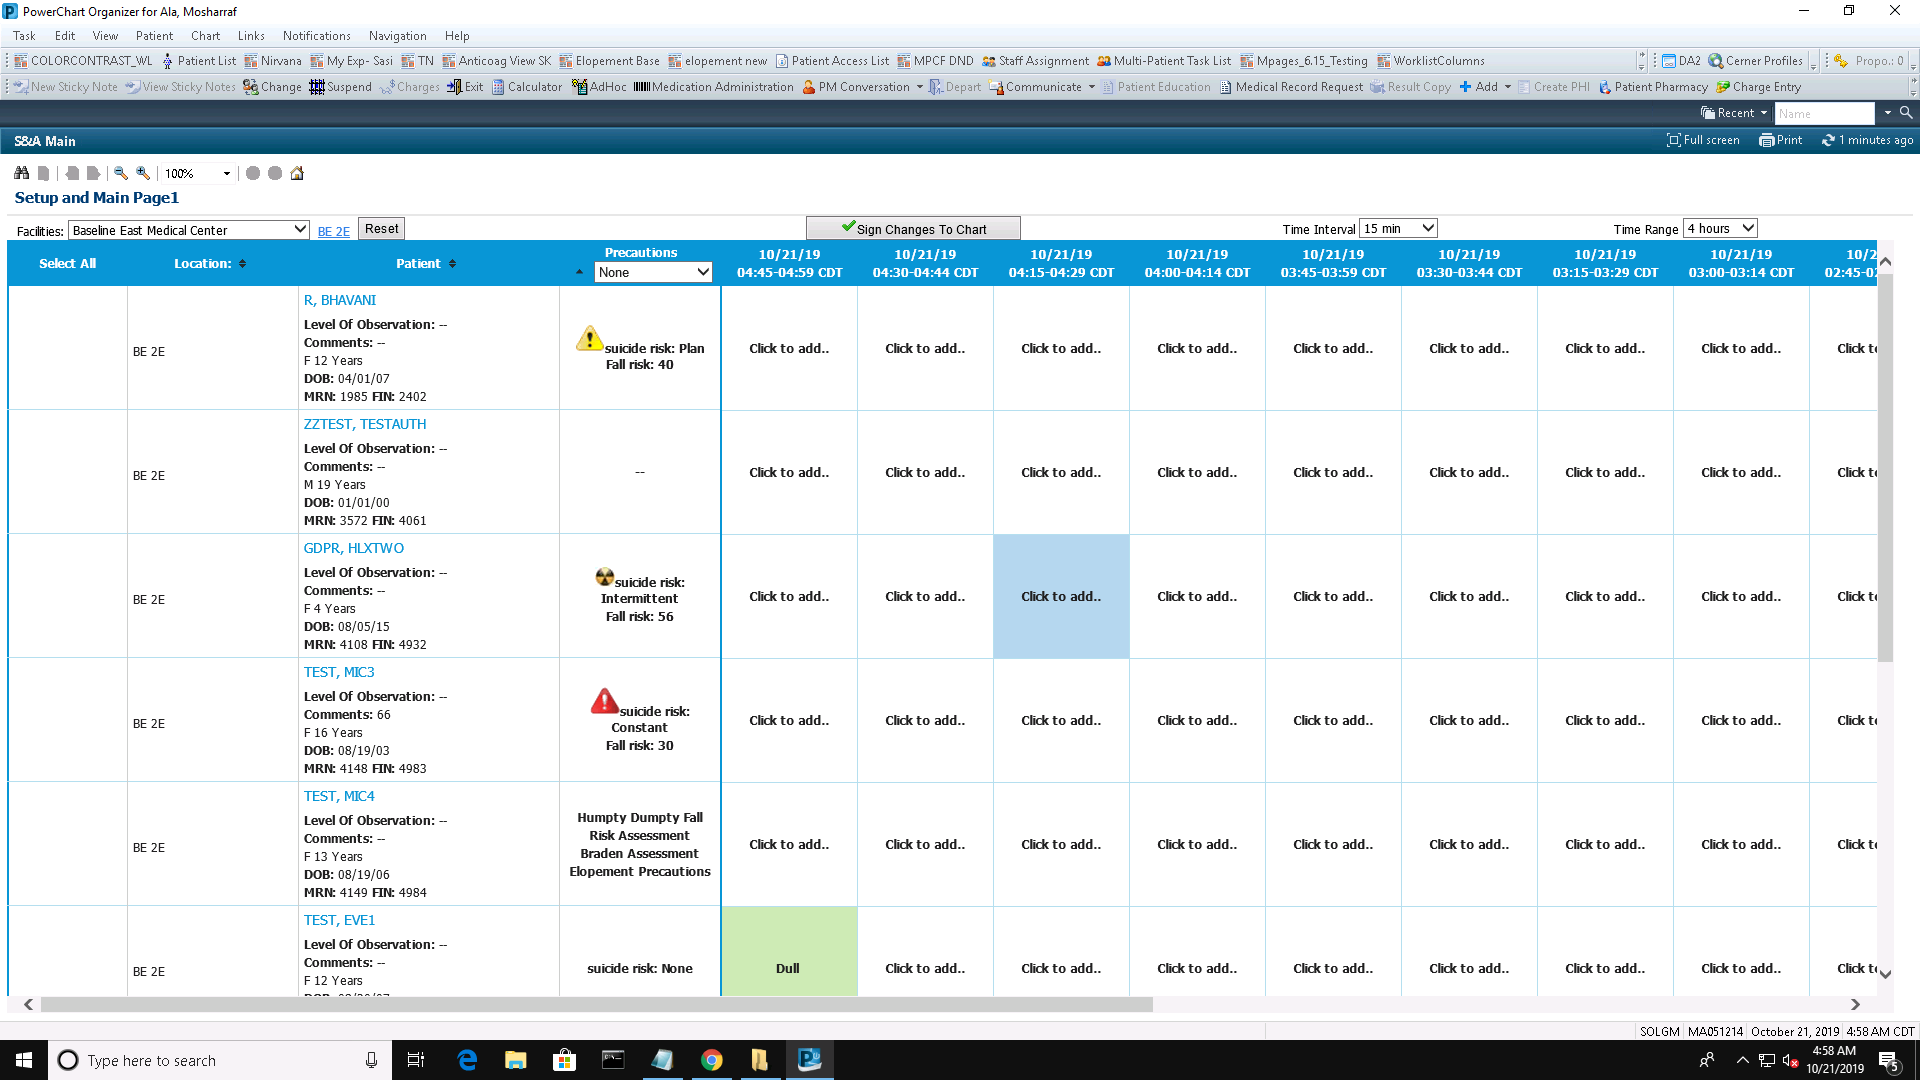 PowerChart Organizer for Ala, Mosharraf
Task Edit View Patient Chart Links Notifications Navigation Help
COLORCONTRAST_WL Patient List Nirvana My Exp- Sasi TN Anticoag View SK Elopement Base elopement new Patient Access List MPCF DND Staff Assignment Multi-Patient Task List Mpages_6.15_Testing WorklistColumns DA2 Cerner Profiles Propo.: 0
New Sticky Note View Sticky Notes Change Suspend Charges Exit Calculator AdHoc Medication Administration PM Conversation Depart Communicate Patient Education Medical Record Request Result Copy Add Create PHI Patient Pharmacy Charge Entry
Recent Name
S&A Main Full screen Print 1 minutes ago
100%
Setup and Main Page1
Facilities: Baseline East Medical Center BE 2E Reset Sign Changes To Chart Time Interval 15 min Time Range 4 hours
Select All Location: Patient Precautions None
10/21/19 10/21/19 10/21/19 10/21/19 10/21/19 10/21/19 10/21/19 10/21/19 10/2
04:45-04:59 CDT 04:30-04:44 CDT 04:15-04:29 CDT 04:00-04:14 CDT 03:45-03:59 CDT 03:30-03:44 CDT 03:15-03:29 CDT 03:00-03:14 CDT 02:45-0
BE 2E
R, BHAVANI
Level Of Observation: --
Comments: --
F 12 Years
DOB: 04/01/07
MRN: 1985 FIN: 2402
suicide risk: Plan
Fall risk: 40
Click to add.. Click to add.. Click to add.. Click to add.. Click to add.. Click to add.. Click to add.. Click to add.. Click t
BE 2E
ZZTEST, TESTAUTH
Level Of Observation: --
Comments: --
M 19 Years
DOB: 01/01/00
MRN: 3572 FIN: 4061
--
Click to add.. Click to add.. Click to add.. Click to add.. Click to add.. Click to add.. Click to add.. Click to add.. Click t
BE 2E
GDPR, HLXTWO
Level Of Observation: --
Comments: --
F 4 Years
DOB: 08/05/15
MRN: 4108 FIN: 4932
suicide risk:
Intermittent
Fall risk: 56
Click to add.. Click to add.. Click to add.. Click to add.. Click to add.. Click to add.. Click to add.. Click to add.. Click t
BE 2E
TEST, MIC3
Level Of Observation: --
Comments: 66
F 16 Years
DOB: 08/19/03
MRN: 4148 FIN: 4983
suicide risk:
Constant
Fall risk: 30
Click to add.. Click to add.. Click to add.. Click to add.. Click to add.. Click to add.. Click to add.. Click to add.. Click t
BE 2E
TEST, MIC4
Level Of Observation: --
Comments: --
F 13 Years
DOB: 08/19/06
MRN: 4149 FIN: 4984
Humpty Dumpty Fall
Risk Assessment
Braden Assessment
Elopement Precautions
Click to add.. Click to add.. Click to add.. Click to add.. Click to add.. Click to add.. Click to add.. Click to add.. Click t
BE 2E
TEST, EVE1
Level Of Observation: --
Comments: --
F 12 Years
suicide risk: None
Dull Click to add.. Click to add.. Click to add.. Click to add.. Click to add.. Click to add.. Click to add.. Click t
SOLGM MA051214 October 21, 2019 4:58 AM CDT
Type here to search
4:58 AM
10/21/2019
5